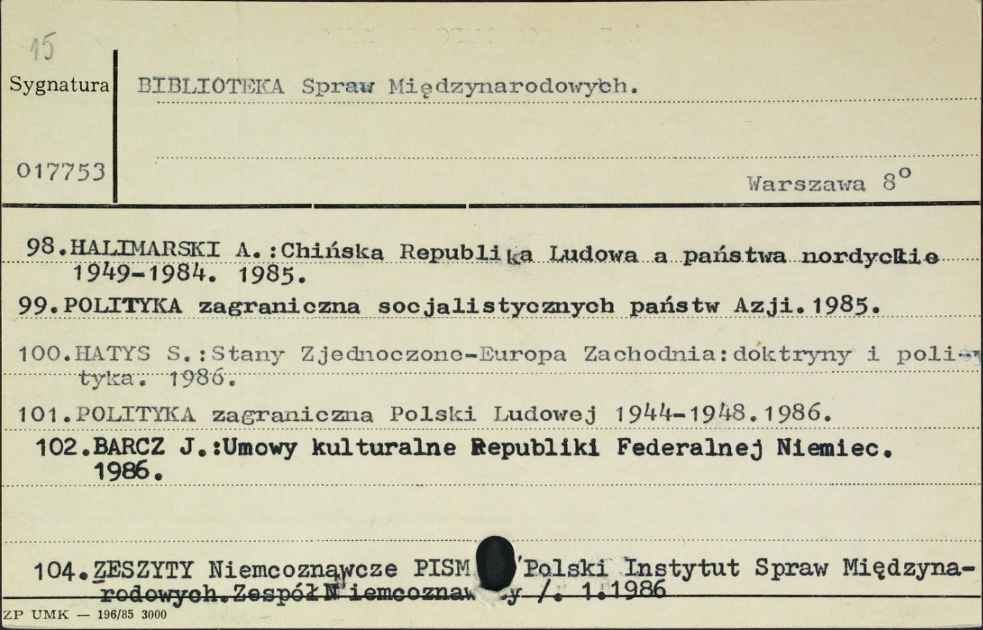 15
Sygnatura
BIBLIOTEKA Spraw Międzynarodowych.
017753
Warszawa 8°
98. HALIMARSKI A.: Chińska Republika Ludowa a państwa nordyckie
1949-1984. 1985.
99. POLITYKA zagraniczna socjalistycznych państw Azji. 1985.
100. HATYS S.: Stany Zjednoczone-Europa Zachodnia: doktryny i poli-
tyka. 1986.
101. POLITYKA zagraniczna Polski Ludowej 1944-1948. 1986.
102. BARCZ J.: Umowy kulturalne Republiki Federalnej Niemiec.
1986.
104. ZESZYTY Niemcoznawcze PISM / Polski Instytut Spraw Międzyna-
rodowych. Zespół Niemcoznawczy /. 1.1986
ZP UMK — 196/85 3000